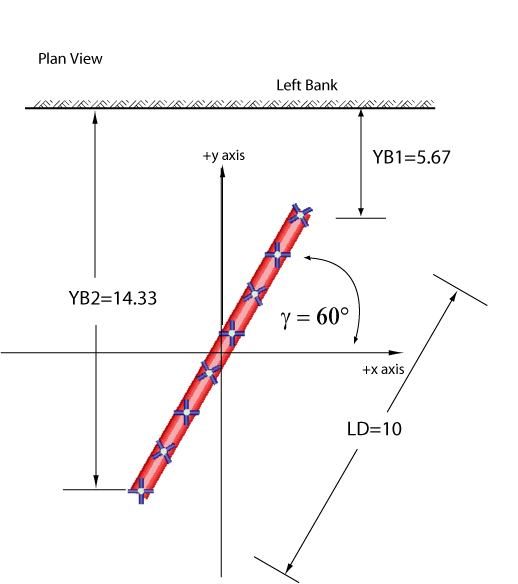 Plan View
Left Bank
YB1=5.67
+y axis
YB2=14.33
γ = 60°
+x axis
LD=10